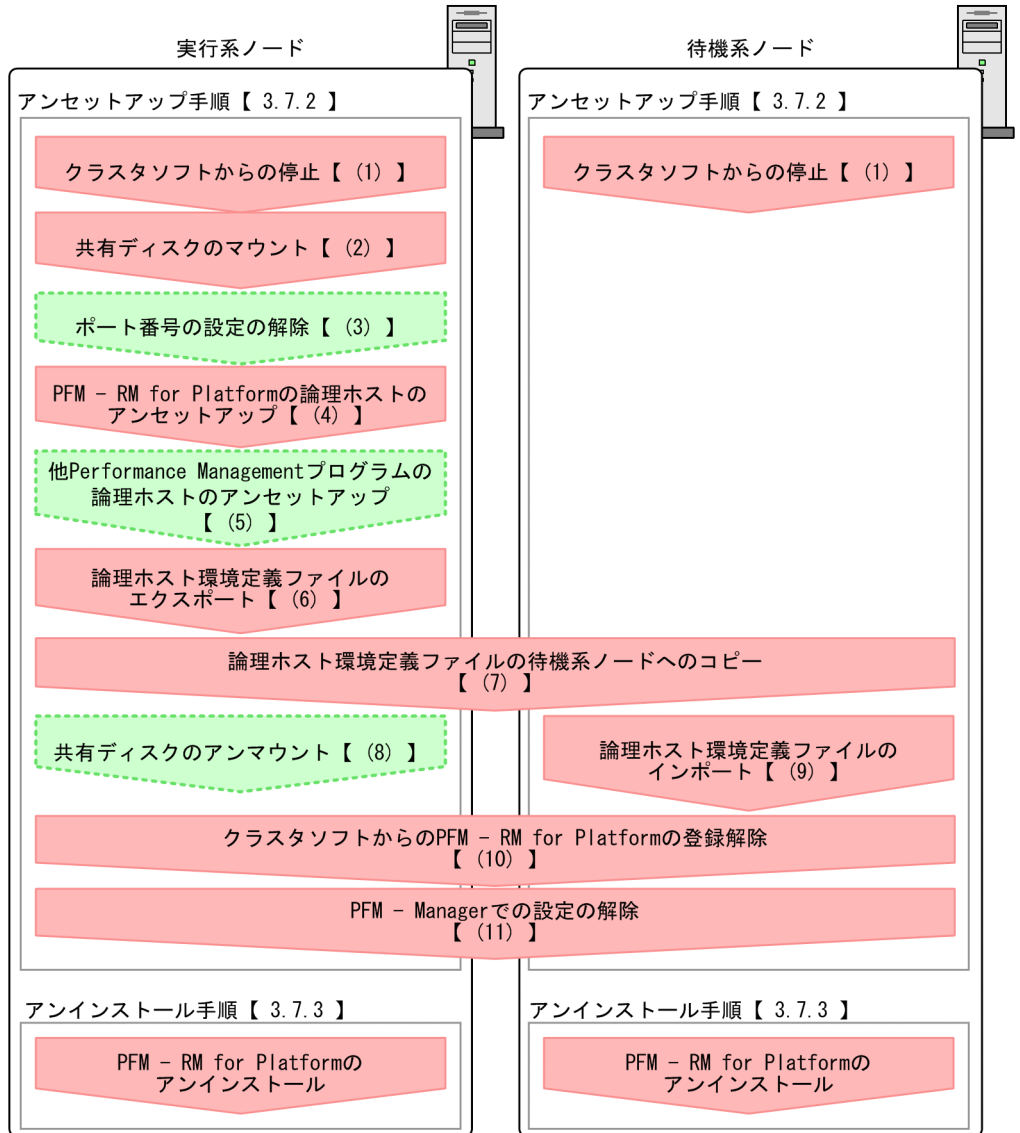 実行系ノード
待機系ノード
アンセットアップ手順【 3.7.2 】
アンセットアップ手順【 3.7.2 】
クラスタソフトからの停止【 (1) 】
クラスタソフトからの停止【 (1) 】
共有ディスクのマウント【 (2) 】
ポート番号の設定の解除【 (3) 】
PFM - RM for Platformの論理ホストの
アンセットアップ【 (4) 】
他Performance Managementプログラムの
論理ホストのアンセットアップ
【 (5) 】
論理ホスト環境定義ファイルの
エクスポート【 (6) 】
論理ホスト環境定義ファイルの待機系ノードへのコピー
【 (7) 】
共有ディスクのアンマウント【 (8) 】
論理ホスト環境定義ファイルの
インポート【 (9) 】
クラスタソフトからのPFM - RM for Platformの登録解除
【 (10) 】
PFM - Managerでの設定の解除
【 (11) 】
アンインストール手順【 3.7.3 】
アンインストール手順【 3.7.3 】
PFM - RM for Platformの
アンインストール
PFM - RM for Platformの
アンインストール